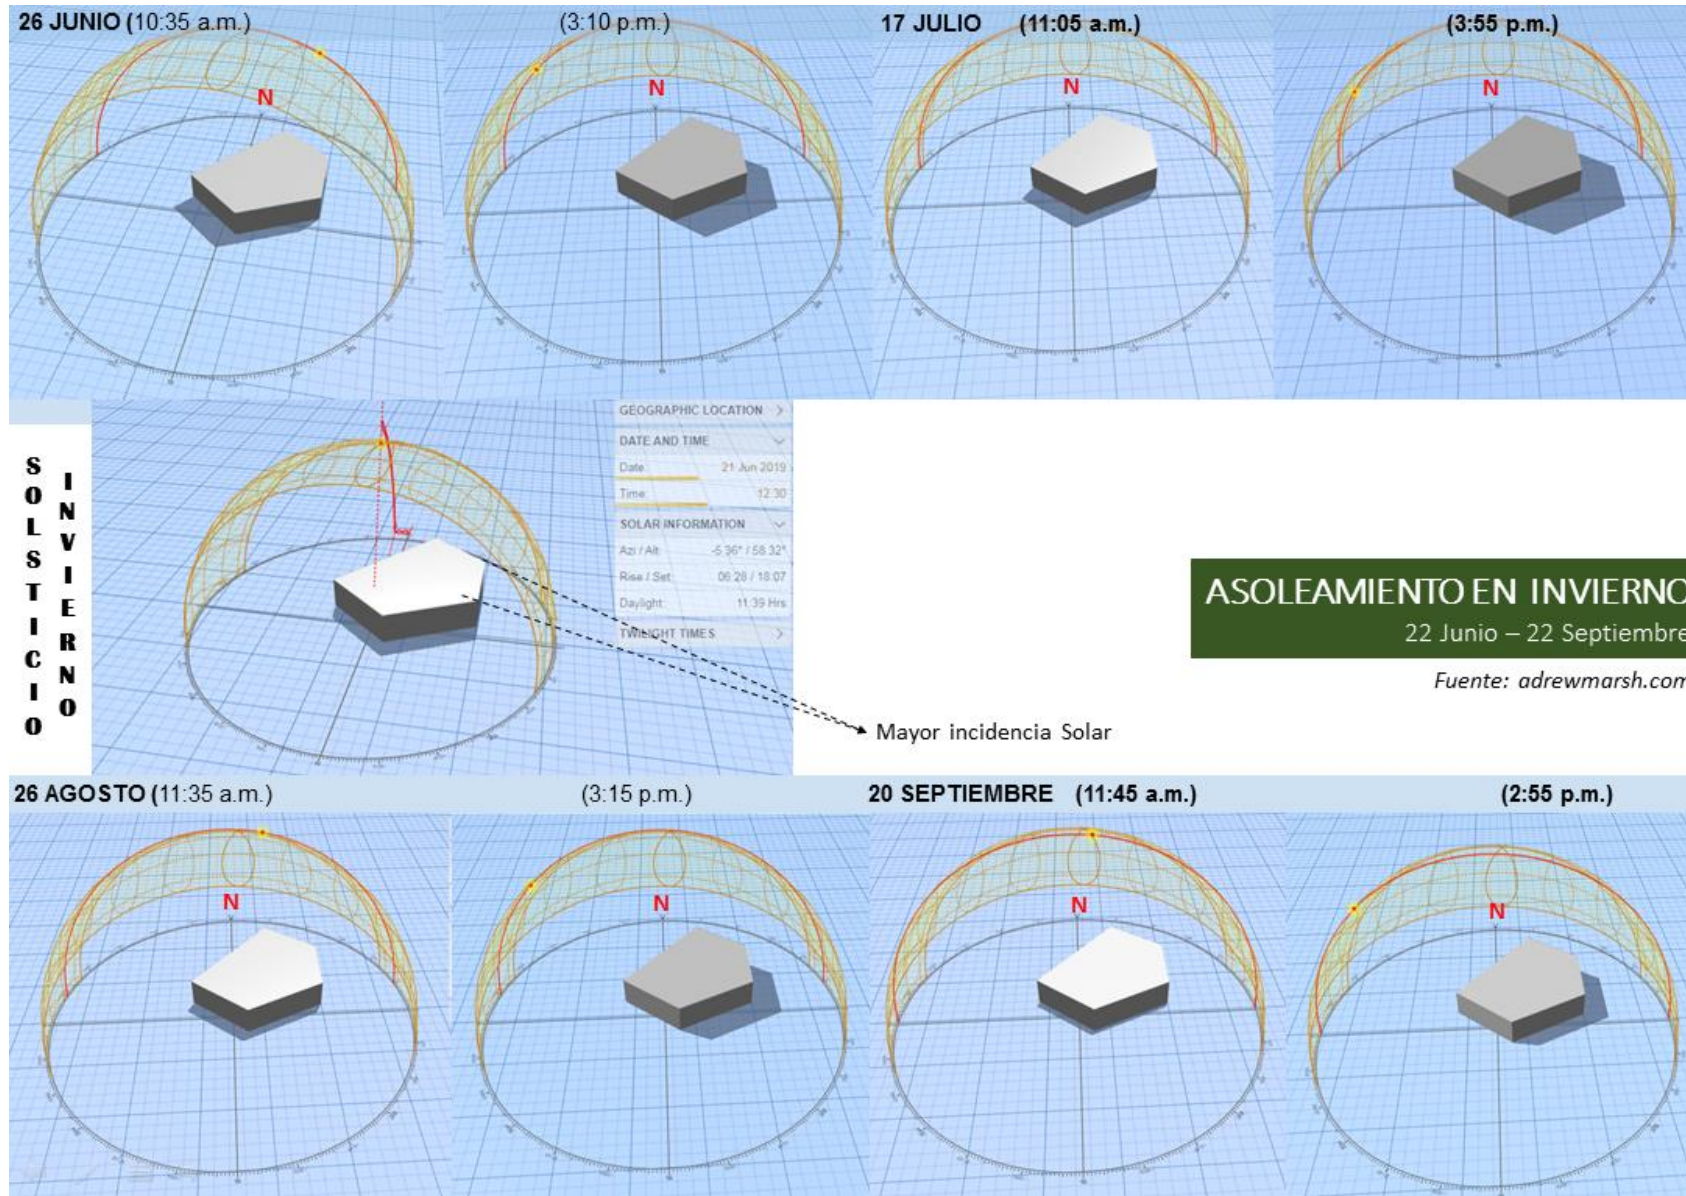 26 JUNIO (10:35 a.m.)
(3:10 p.m.)
17 JULIO (11:05 a.m.)
(3:55 p.m.)
N
N
N
N
SOLSTICIO
INVIERNO
GEOGRAPHIC LOCATION >
DATE AND TIME
Date: 21 Jun 2019
Time: 12:30
SOLAR INFORMATION
Azi / Alt: -5.36° / 58.32°
Rise / Set: 06:28 / 18:07
Daylight: 11:39 Hrs
TWILIGHT TIMES >
ASOLEAMIENTO EN INVIERNO
22 Junio – 22 Septiembre
Fuente: adrewmarsh.com
Mayor incidencia Solar
26 AGOSTO (11:35 a.m.)
(3:15 p.m.)
20 SEPTIEMBRE (11:45 a.m.)
(2:55 p.m.)
N
N
N
N